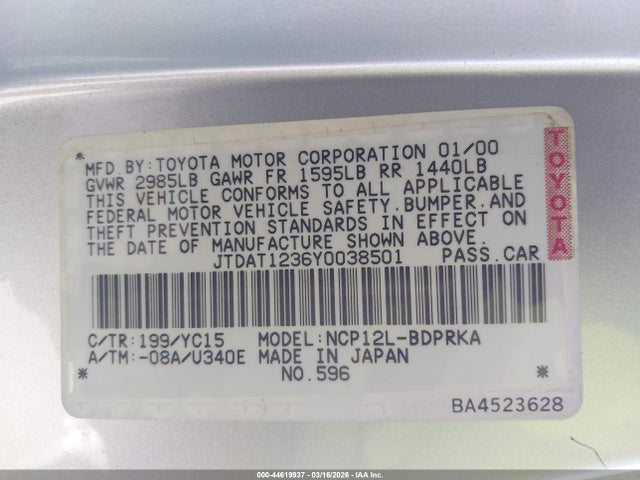 * MFD.BY:TOYOTA MOTOR CORPORATION 01/00
GVWR 2985LB GAWR FR 1595LB RR 1440LB
THIS VEHICLE CONFORMS TO ALL APPLICABLE
FEDERAL MOTOR VEHICLE SAFETY,BUMPER,AND
THEFT PREVENTION STANDARDS IN EFFECT ON
THE DATE OF MANUFACTURE SHOWN ABOVE.
JTDAT1236Y0038501 PASS.CAR
TOYOTA
C/TR:199/YC15 MODEL:NCP12L-BDPRKA
A/TM:-08A/U340E MADE IN JAPAN
* NO.596 *
BA4523628
000-44619937 - 03/16/2026 - IAA Inc.